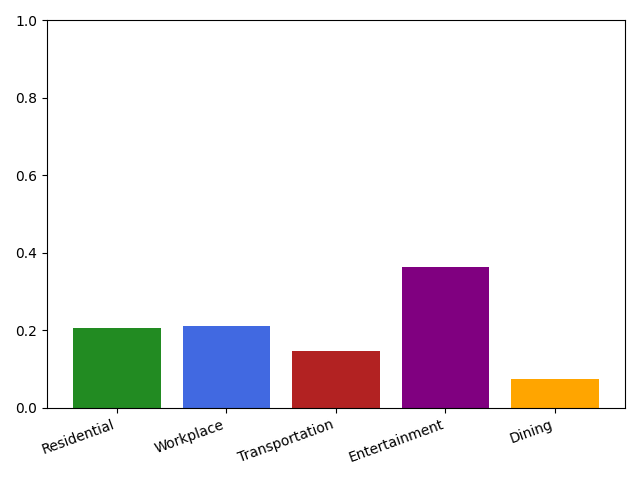 1.0
0.8
0.6
0.4
0.2
0.0
Residential
Workplace
Transportation
Entertainment
Dining